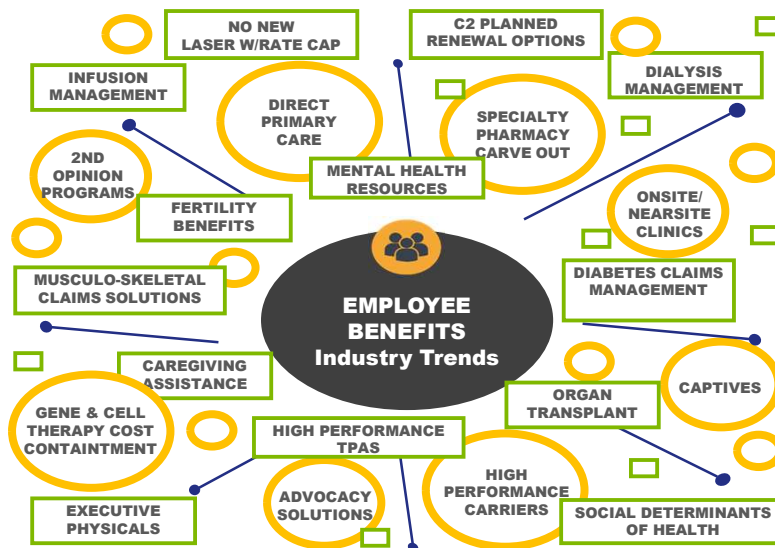 NO NEW
LASER W/RATE CAP
C2 PLANNED
RENEWAL OPTIONS
INFUSION
MANAGEMENT
DIALYSIS
MANAGEMENT
DIRECT
PRIMARY
CARE
SPECIALTY
PHARMACY
CARVE OUT
2ND
OPINION
PROGRAMS
MENTAL HEALTH
RESOURCES
FERTILITY
BENEFITS
ONSITE/
NEARSITE
CLINICS
MUSCULO-SKELETAL
CLAIMS SOLUTIONS
DIABETES CLAIMS
MANAGEMENT
EMPLOYEE
BENEFITS
Industry Trends
CAREGIVING
ASSISTANCE
CAPTIVES
ORGAN
TRANSPLANT
GENE & CELL
THERAPY COST
CONTAINTMENT
HIGH PERFORMANCE
TPAS
HIGH
PERFORMANCE
CARRIERS
ADVOCACY
SOLUTIONS
EXECUTIVE
PHYSICALS
SOCIAL DETERMINANTS
OF HEALTH